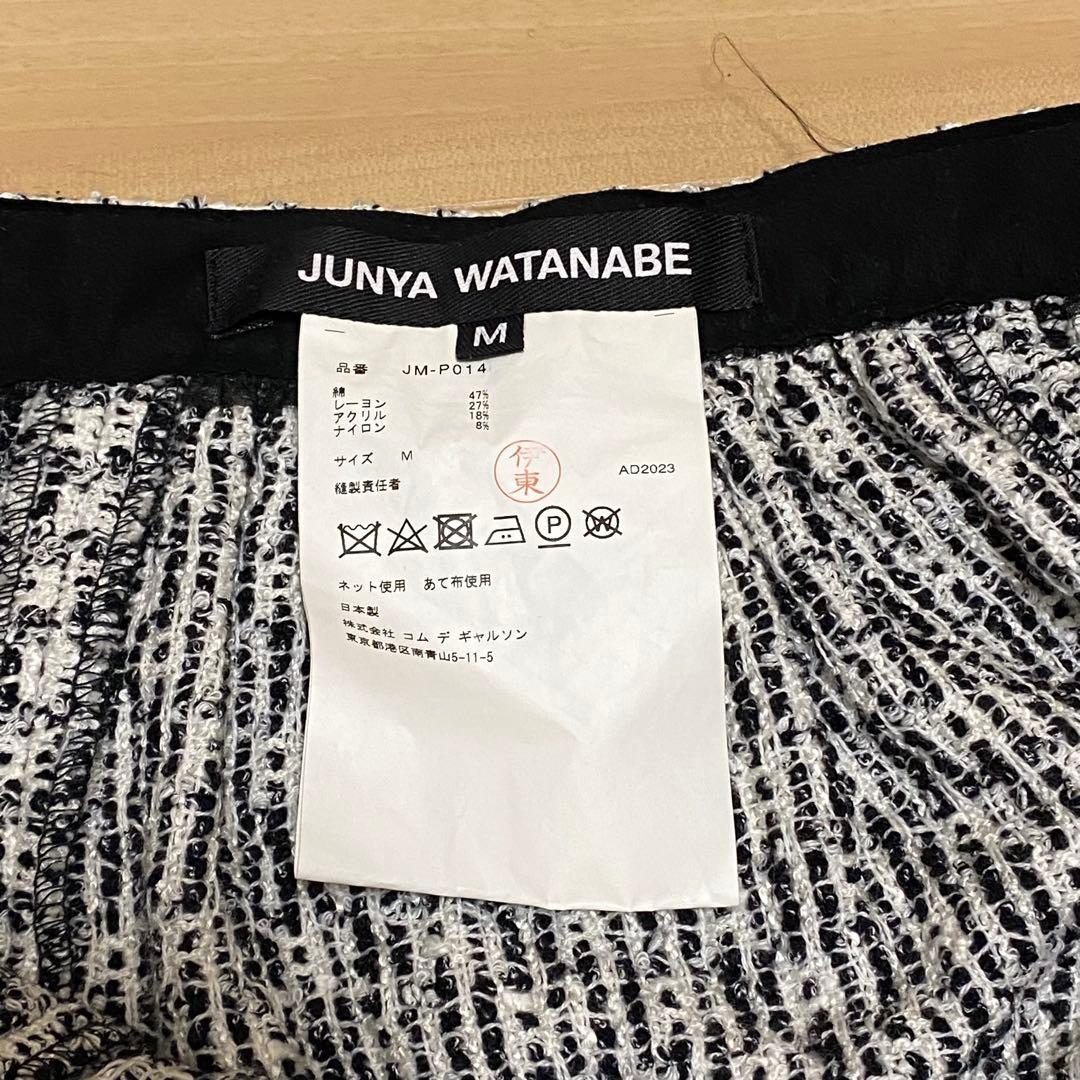 JUNYA WATANABE
M
品番 JM-P014
綿 47%
レーヨン 27%
アクリル 18%
ナイロン 8%
サイズ M
縫製責任者 伊東 AD2023
P W
ネット使用 あて布使用
日本製
株式会社 コム デ ギャルソン
東京都港区南青山5-11-5